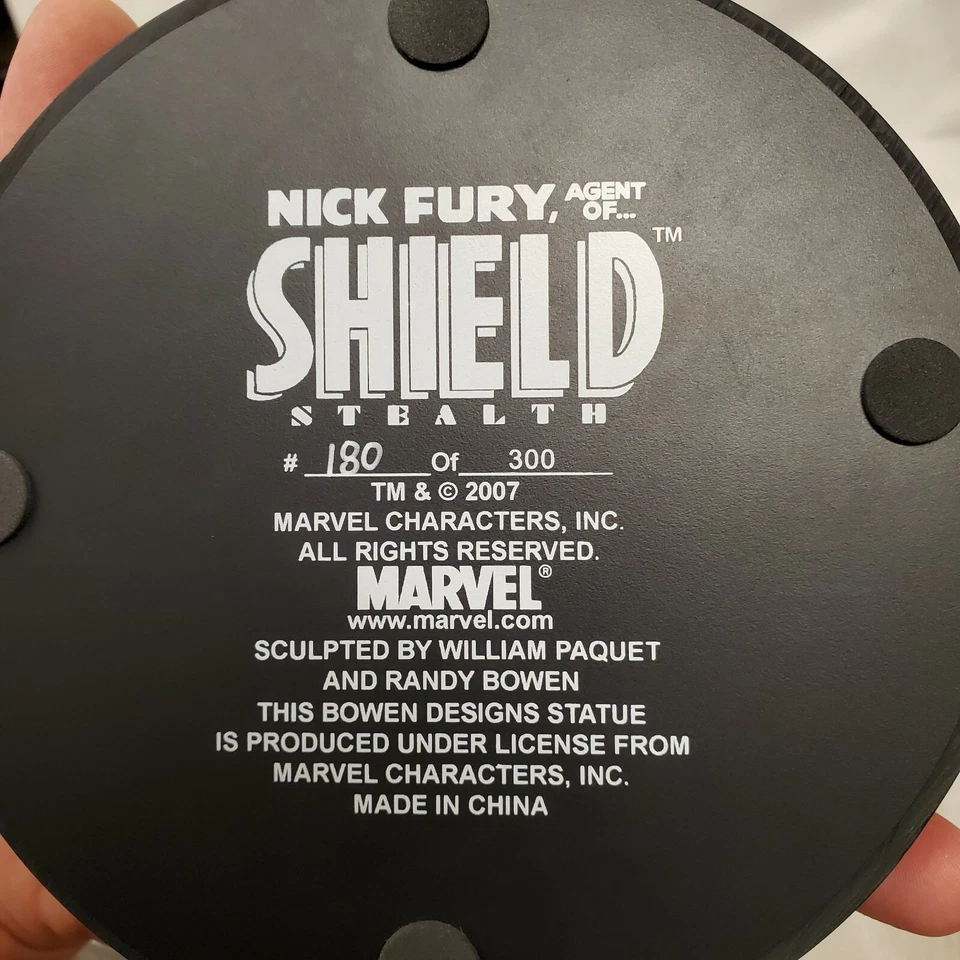 NICK FURY, AGENT OF...
SHIELD™
STEALTH
# 180 Of 300
TM & © 2007
MARVEL CHARACTERS, INC.
ALL RIGHTS RESERVED.
MARVEL®
www.marvel.com
SCULPTED BY WILLIAM PAQUET
AND RANDY BOWEN
THIS BOWEN DESIGNS STATUE
IS PRODUCED UNDER LICENSE FROM
MARVEL CHARACTERS, INC.
MADE IN CHINA